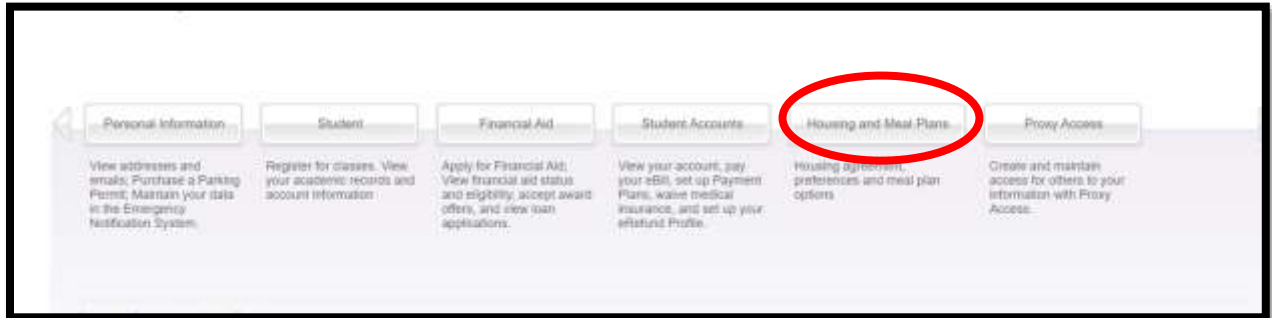 Personal Information
Student
Financial Aid
Student Accounts
Housing and Meal Plans
Proxy Access
View addresses and
emails; Purchase a Parking
Permit; Maintain your data
in the Emergency
Notification System.
Register for classes. View
your academic records and
account information
Apply for Financial Aid;
View financial aid status
and eligibility, accept award
offers, and view loan
applications.
View your account, pay
your eBill, set up Payment
Plans, waive medical
insurance, and set up your
eRefund Profile.
Housing agreement,
preferences and meal plan
options
Create and maintain
access for others to your
information with Proxy
Access.